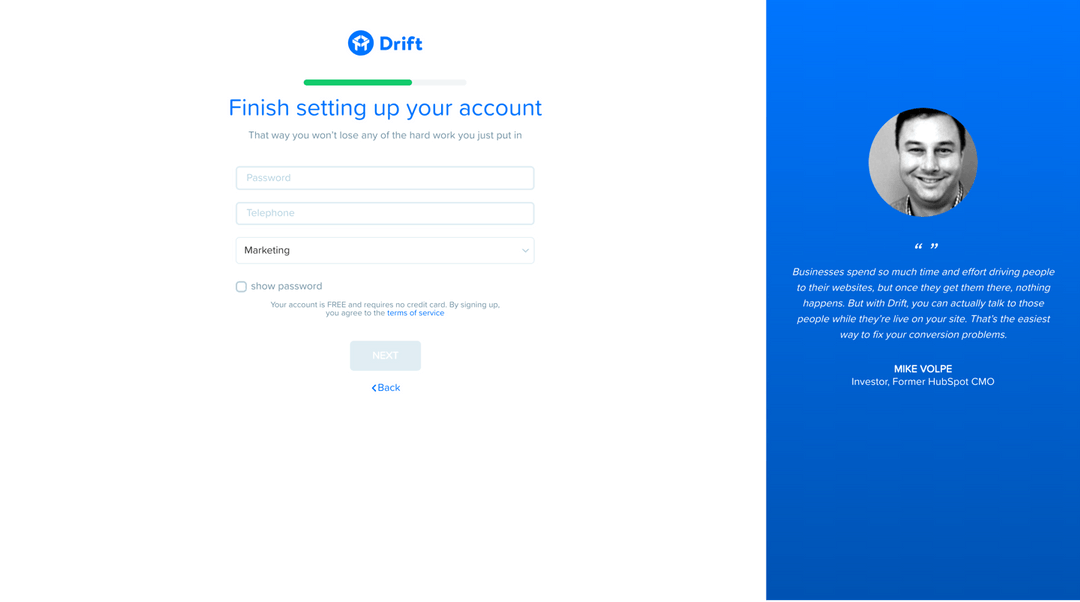 Drift
Finish setting up your account
That way you won't lose any of the hard work you just put in
Password
Telephone
Marketing
show password
Your account is FREE and requires no credit card. By signing up,
you agree to the terms of service
NEXT
Back
“ ”
Businesses spend so much time and effort driving people
to their websites, but once they get them there, nothing
happens. But with Drift, you can actually talk to those
people while they're live on your site. That's the easiest
way to fix your conversion problems.
MIKE VOLPE
Investor, Former HubSpot CMO